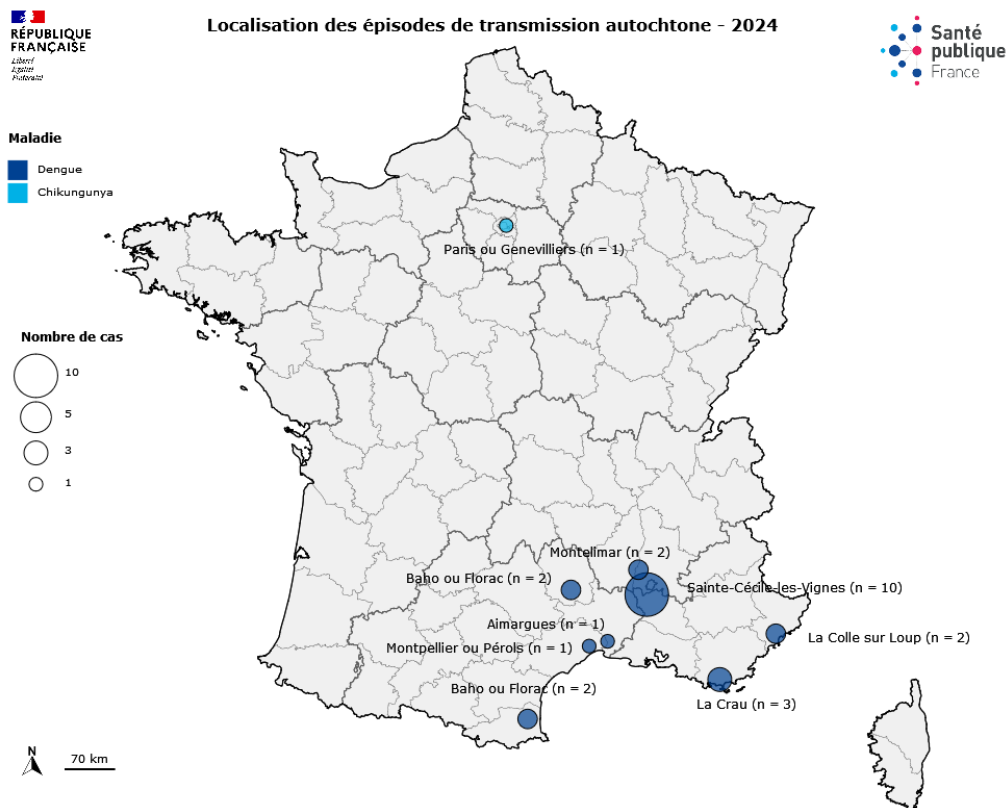 Localisation des épisodes de transmission autochtone - 2024
RÉPUBLIQUE
FRANÇAISE
Liberté
Égalité
Fraternité
Santé
publique
France
Maladie
Dengue
Chikungunya
Paris ou Genevilliers (n = 1)
Nombre de cas
10
5
3
1
Montelimar (n = 2)
Baho ou Florac (n = 2)
Sainte-Cécile-les-Vignes (n = 10)
Aimargues (n = 1)
La Colle sur Loup (n = 2)
Montpellier ou Pérols (n = 1)
Baho ou Florac (n = 2)
La Crau (n = 3)
N
70 km